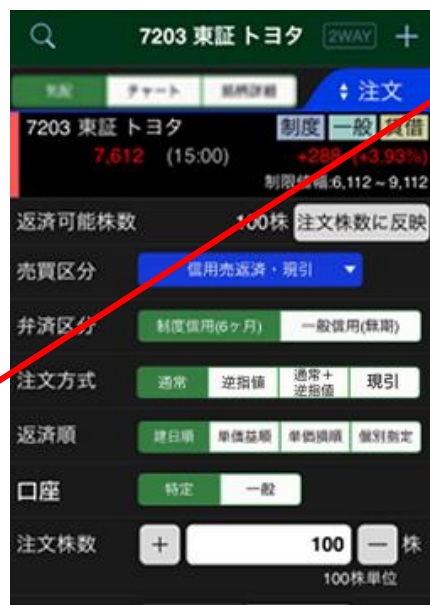 7203 東証 トヨタ 2WAY
気配 チャート 銘柄詳細 注文
7203 東証 トヨタ 制度 一般 貸借
7,612 (15:00) +288 (+3.93%)
制限値幅:6,112 ~ 9,112
返済可能株数 100株 注文株数に反映
売買区分 信用売返済・現引
弁済区分 制度信用(6ヶ月) 一般信用(無期)
注文方式 通常 逆指値 通常+逆指値 現引
返済順 建日順 単価益順 単価損順 個別指定
口座 特定 一般
注文株数 + 100 − 株
100株単位